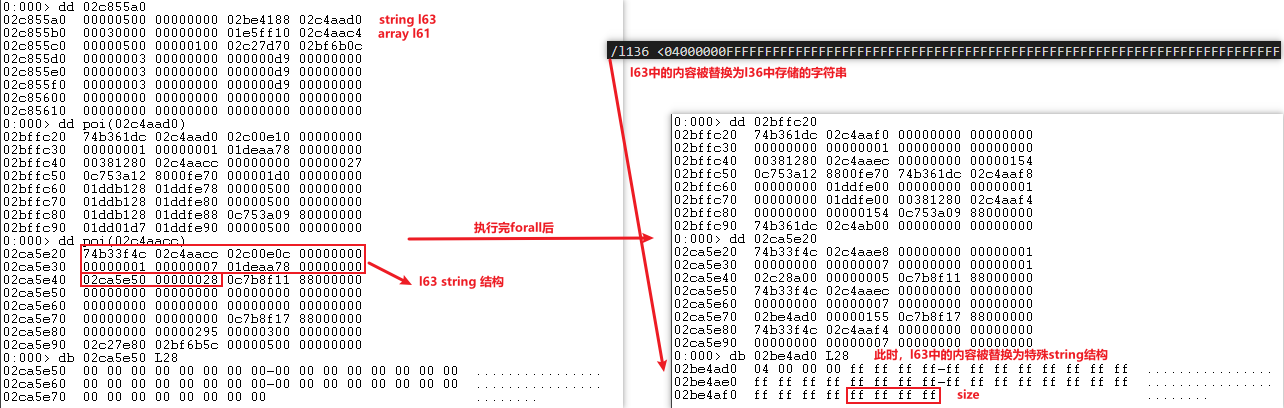 0:000> dd 02c855a0
02c855a0  00000500 00000000 02be4188 02c4aad0
02c855b0  00030000 00000000 01e5ff10 02c4aac4
02c855c0  00000500 00000100 02c27d70 02bf6b0c
02c855d0  00000003 00000000 000000d9 00000000
02c855e0  00000003 00000000 000000d9 00000000
02c855f0  00000003 00000000 000000d9 00000000
02c85600  00000000 00000000 00000000 00000000
02c85610  00000000 00000000 00000000 00000000
0:000> dd poi(02c4aad0)
02bffc20  74b361dc 02c4aad0 02c00e10 00000000
02bffc30  00000001 00000001 01deaa78 00000000
02bffc40  00381280 02c4aacc 00000000 00000027
02bffc50  0c753a12 8000fe70 000001d0 00000000
02bffc60  01ddb128 01ddfe78 00000500 00000000
02bffc70  01ddb128 01ddfe80 00000500 00000000
02bffc80  01ddb128 01ddfe88 0c753a09 80000000
02bffc90  01dd01d7 01ddfe90 00000500 00000000
0:000> dd poi(02c4aacc)
02ca5e20  74b33f4c 02c4aacc 02c00e0c 00000000
02ca5e30  00000001 00000007 01deaa78 00000000
02ca5e40  02ca5e50 00000028 0c7b8f11 88000000
02ca5e50  00000000 00000000 00000000 00000000
02ca5e60  00000000 00000000 00000000 00000000
02ca5e70  00000000 00000000 0c7b8f17 88000000
02ca5e80  00000000 00000295 00000300 00000000
02ca5e90  02c27e80 02bf6b5c 00000500 00000000
0:000> db 02ca5e50 L28
02ca5e50  00 00 00 00 00 00 00 00-00 00 00 00 00 00 00 00  ................
02ca5e60  00 00 00 00 00 00 00 00-00 00 00 00 00 00 00 00  ................
02ca5e70  00 00 00 00 00 00 00 00  ........
string l63
array l61
l63 string 结构
执行完forall后
/l136 <04000000FFFFFFFFFFFFFFFFFFFFFFFFFFFFFFFFFFFFFFFFFFFFFFFFFFFFFFFFFFFFFFFFFFFFFFFF
l63中的内容被替换为l36中存储的字符串
0:000> dd 02bffc20
02bffc20  74b361dc 02c4aaf0 00000000 00000000
02bffc30  00000000 00000001 00000000 00000000
02bffc40  00381280 02c4aaec 00000000 00000154
02bffc50  0c753a12 8800fe70 74b361dc 02c4aaf8
02bffc60  00000000 01ddfe00 00000000 00000001
02bffc70  00000000 01ddfe00 00381280 02c4aaf4
02bffc80  00000000 00000154 0c753a09 88000000
02bffc90  74b361dc 02c4ab00 00000000 00000000
0:000> dd 02ca5e20
02ca5e20  74b33f4c 02c4aae8 00000000 00000001
02ca5e30  00000000 00000007 00000000 00000001
02ca5e40  02c28a00 00000005 0c7b8f11 88000000
02ca5e50  74b33f4c 02c4aaec 00000000 00000000
02ca5e60  00000000 00000007 00000000 00000000
02ca5e70  02be4ad0 00000155 0c7b8f17 88000000
02ca5e80  74b33f4c 02c4aaf4 00000000 00000000
02ca5e90  00000000 00000007 00000000 00000000
0:000> db 02be4ad0 L28
此时，l63中的内容被替换为特殊string结构
02be4ad0  04 00 00 00 ff ff ff ff-ff ff ff ff ff ff ff ff  ................
02be4ae0  ff ff ff ff ff ff ff ff-ff ff ff ff ff ff ff ff  ................
02be4af0  ff ff ff ff ff ff ff ff  ........
size